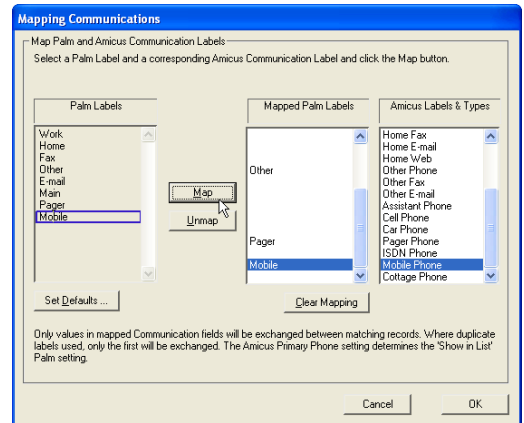 Mapping Communications
Map Palm and Amicus Communication Labels
Select a Palm Label and a corresponding Amicus Communication Label and click the Map button.
Palm Labels
Mapped Palm Labels
Amicus Labels & Types
Work
Home
Fax
Other
E-mail
Main
Pager
Mobile
Map
Unmap
Other
Pager
Mobile
Home Fax
Home E-mail
Home Web
Other Phone
Other Fax
Other E-mail
Assistant Phone
Cell Phone
Car Phone
Pager Phone
ISDN Phone
Mobile Phone
Cottage Phone
Set Defaults ...
Clear Mapping
Only values in mapped Communication fields will be exchanged between matching records. Where duplicate
labels used, only the first will be exchanged. The Amicus Primary Phone setting determines the 'Show in List'
Palm setting.
Cancel
OK